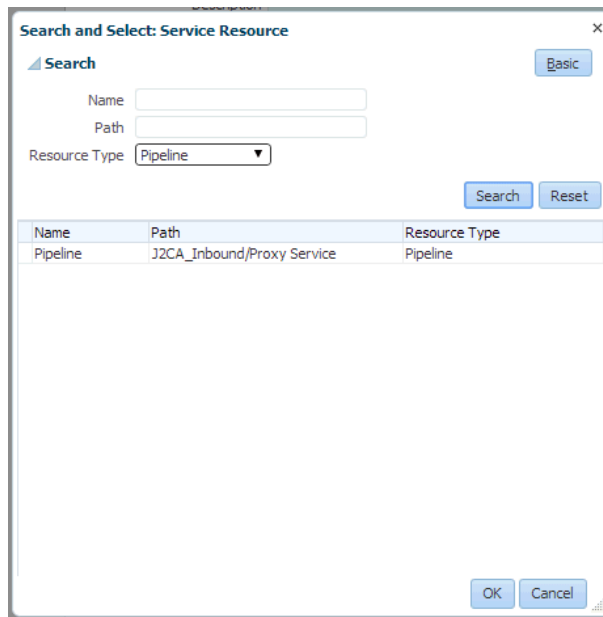 Description
Search and Select: Service Resource
Search
Basic
Name
Path
Resource Type Pipeline
Search Reset
Name Path Resource Type
Pipeline J2CA_Inbound/Proxy Service Pipeline
OK Cancel